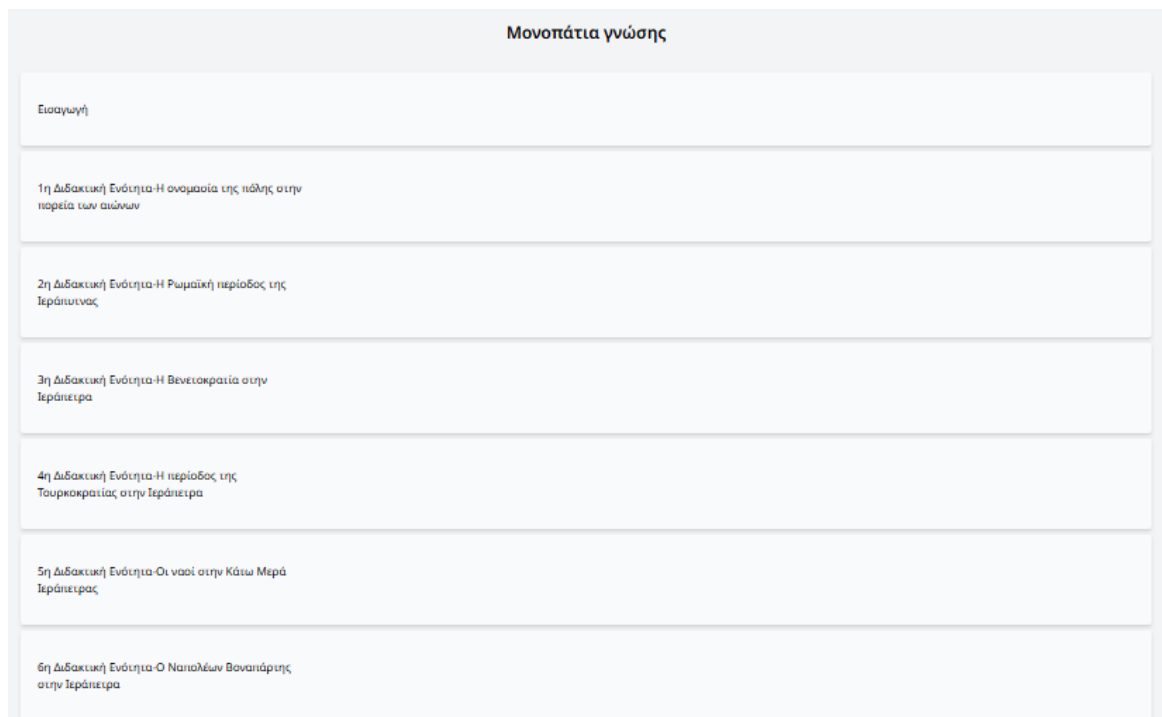 Μονοπάτια γνώσης
Εισαγωγή
1η Διδακτική Ενότητα-Η ονομασία της πόλης στην
πορεία των αιώνων
2η Διδακτική Ενότητα-Η Ρωμαϊκή περίοδος της
Ιεράπυτνας
3η Διδακτική Ενότητα-Η Βενετοκρατία στην
Ιεράπετρα
4η Διδακτική Ενότητα-Η περίοδος της
Τουρκοκρατίας στην Ιεράπετρα
5η Διδακτική Ενότητα-Οι ναοί στην Κάτω Μερά
Ιεράπετρας
6η Διδακτική Ενότητα-Ο Ναπολέων Βοναπάρτης
στην Ιεράπετρα